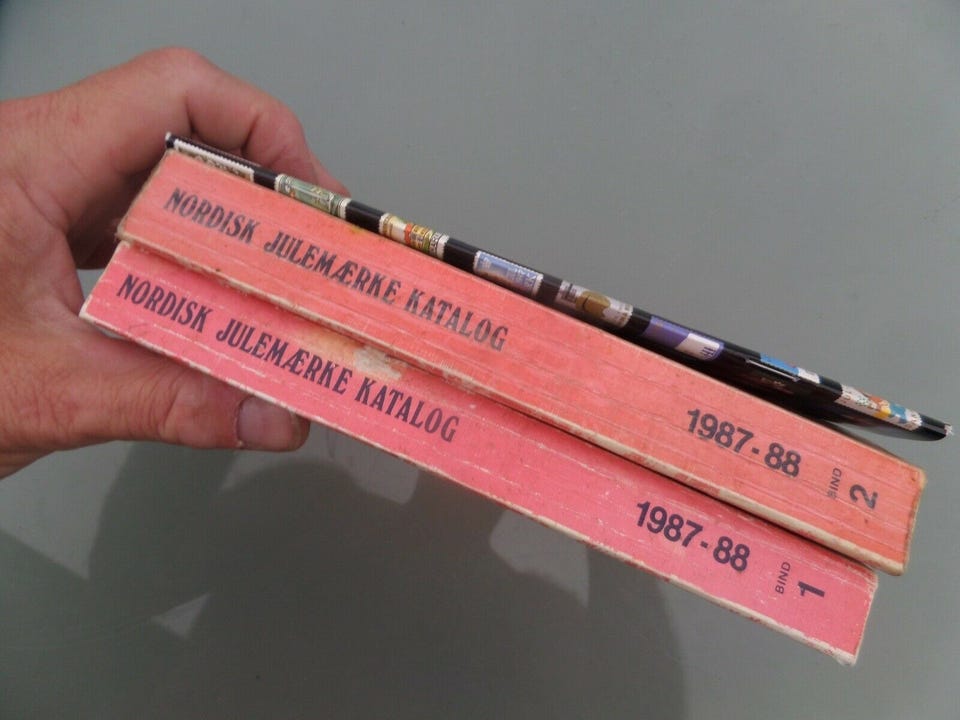 NORDISK JULEMÆRKE KATALOG 1987-88 BIND 2
NORDISK JULEMÆRKE KATALOG 1987-88 BIND 1